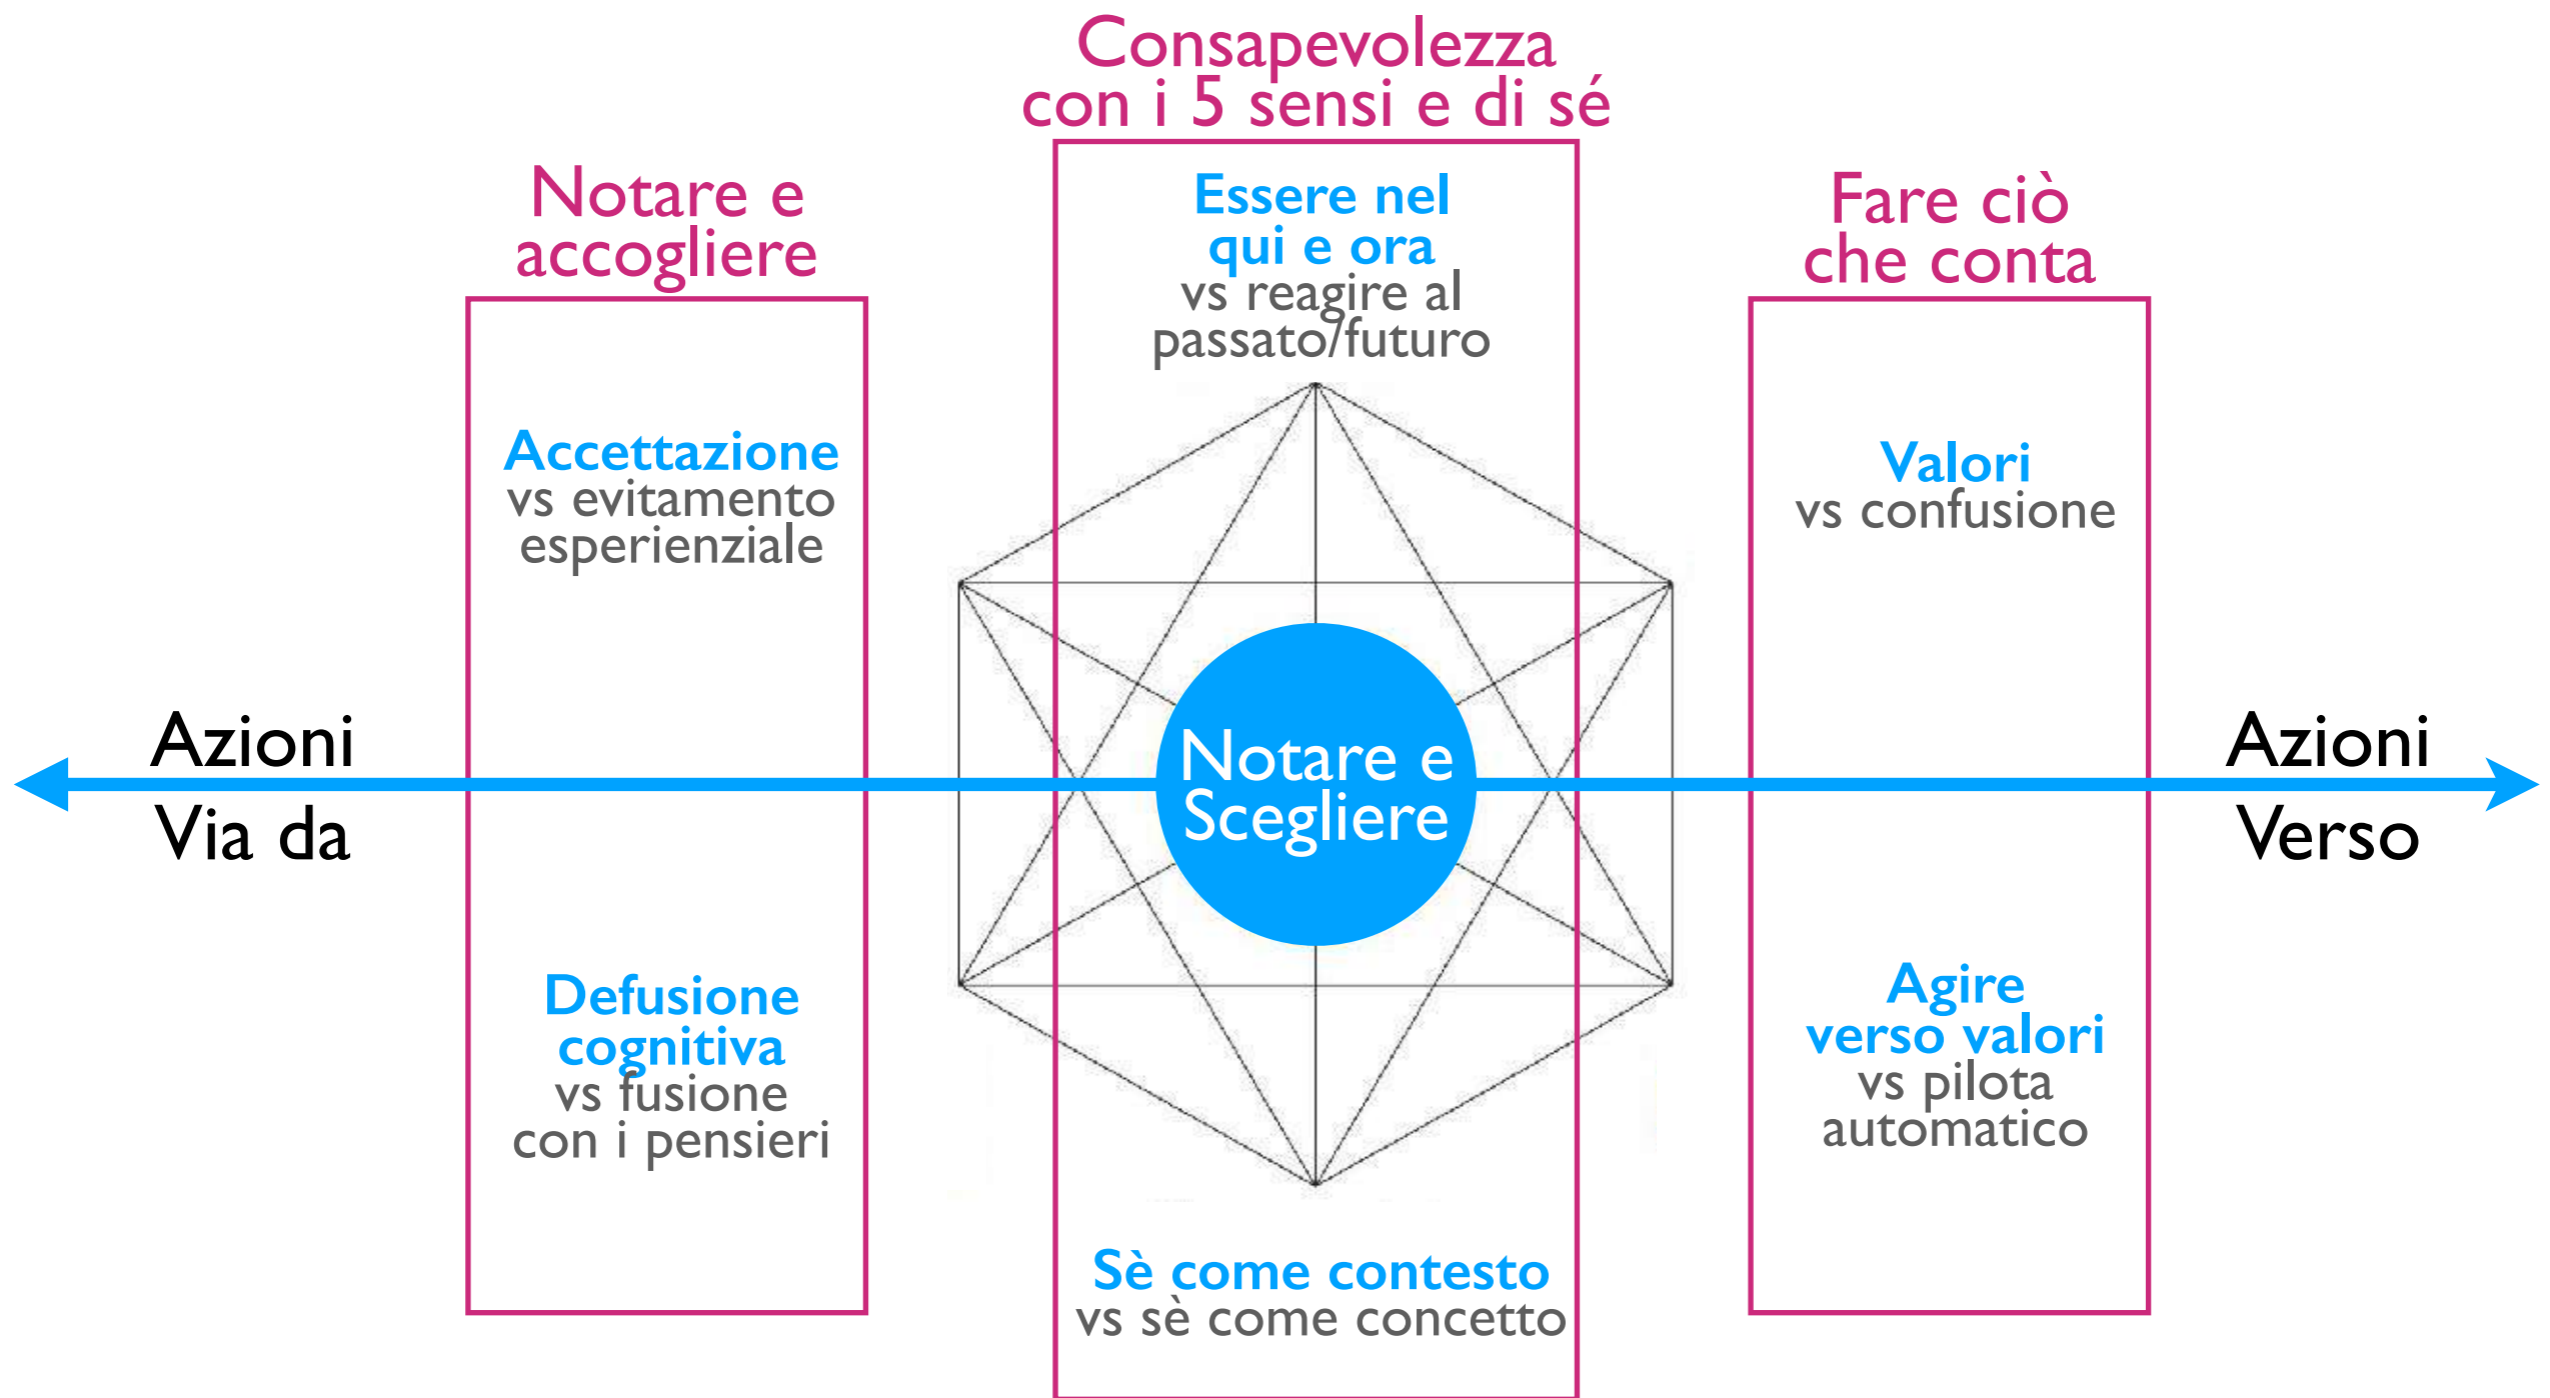 Consapevolezza
con i 5 sensi e di sé
Notare e
accogliere
Fare ciò
che conta
Essere nel
qui e ora
vs reagire al
passato/futuro
Accettazione
vs evitamento
esperienziale
Valori
vs confusione
Azioni
Via da
Notare e
Scegliere
Azioni
Verso
Defusione
cognitiva
vs fusione
con i pensieri
Agire
verso valori
vs pilota
automatico
Sè come contesto
vs sè come concetto